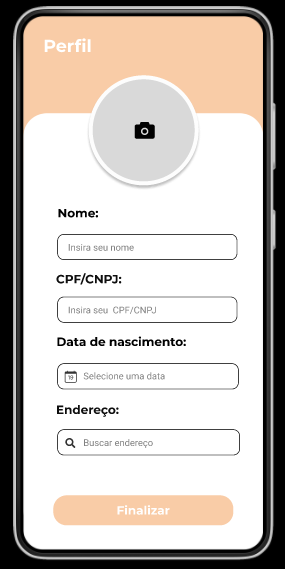 Perfil
Nome:
Insira seu nome
CPF/CNPJ:
Insira seu CPF/CNPJ
Data de nascimento:
19 Selecione uma data
Endereço:
Buscar endereço
Finalizar